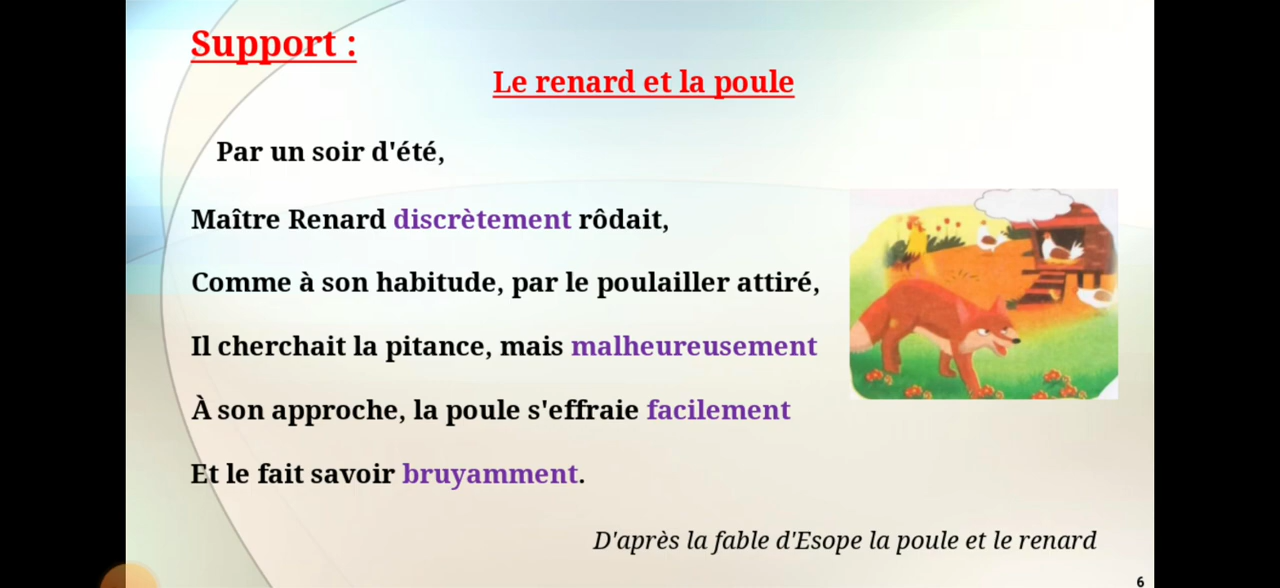 Support :
Le renard et la poule
Par un soir d'été,
Maître Renard discrètement rôdait,
Comme à son habitude, par le poulailler attiré,
Il cherchait la pitance, mais malheureusement
À son approche, la poule s'effraie facilement
Et le fait savoir bruyamment.
D'après la fable d'Esope la poule et le renard
6